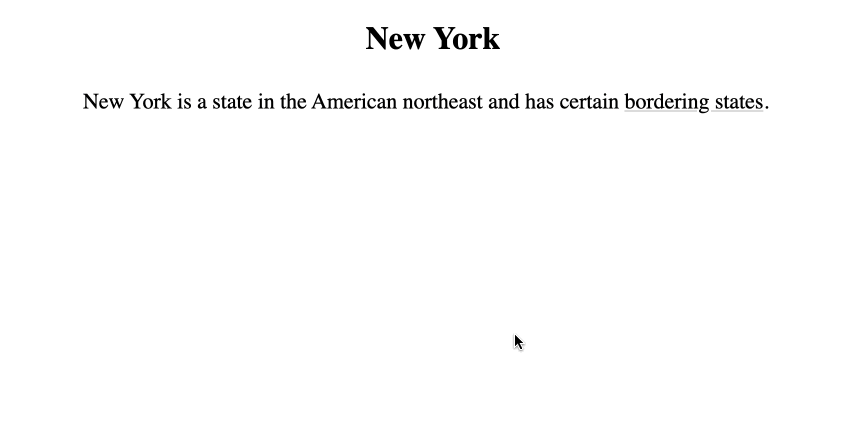 New York
New York is a state in the American northeast and has certain bordering states.